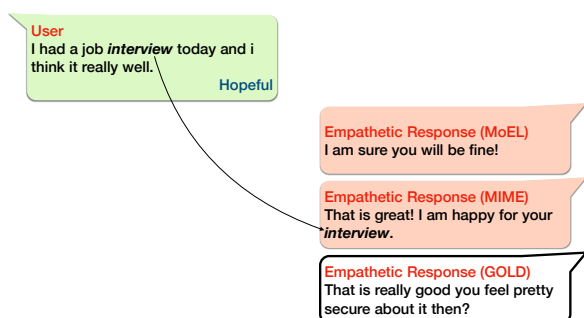 User
I had a job interview today and i
think it really well.
Hopeful
Empathetic Response (MoEL)
I am sure you will be fine!
Empathetic Response (MIME)
That is great! I am happy for your
interview.
Empathetic Response (GOLD)
That is really good you feel pretty
secure about it then?